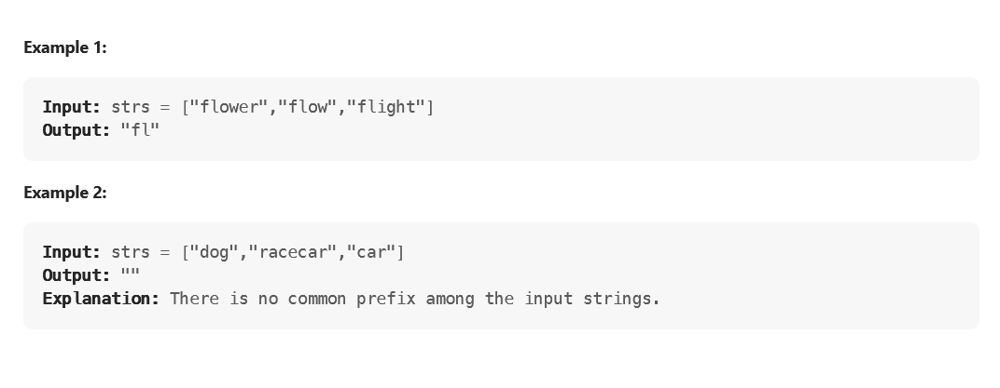 Example 1:
Input: strs = ["flower","flow","flight"]
Output: "fl"
Example 2:
Input: strs = ["dog","racecar","car"]
Output: ""
Explanation: There is no common prefix among the input strings.